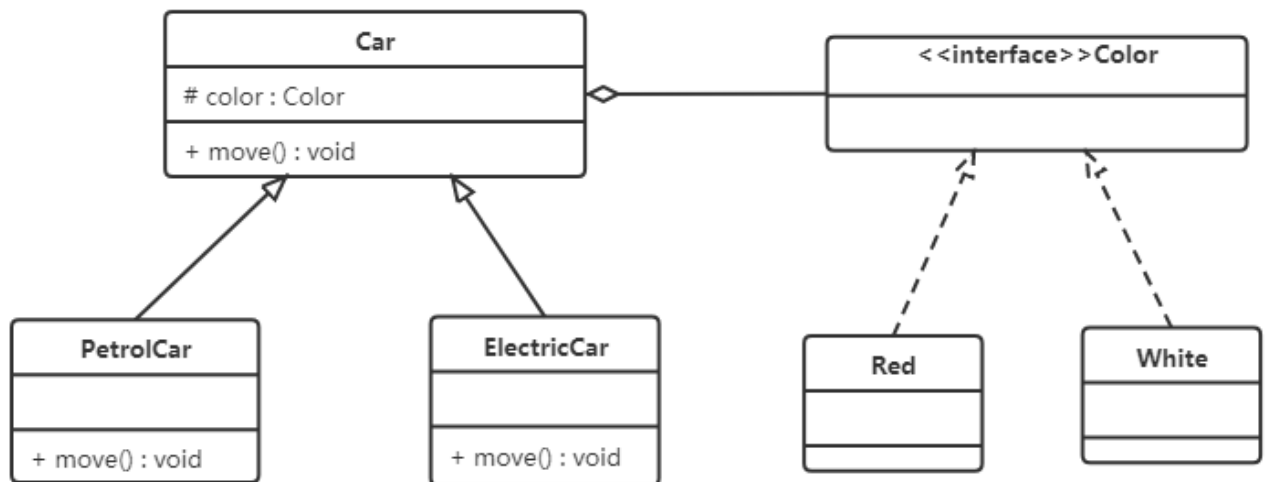 Car
# color : Color
+ move() : void
<<interface>>Color
PetrolCar
+ move() : void
ElectricCar
+ move() : void
Red
White